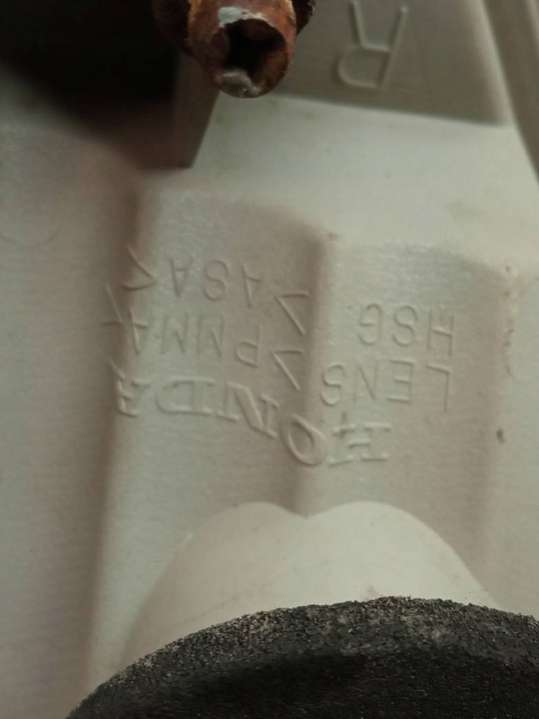 HONDA
LENS >PMMA<
HSG >ASA<
R